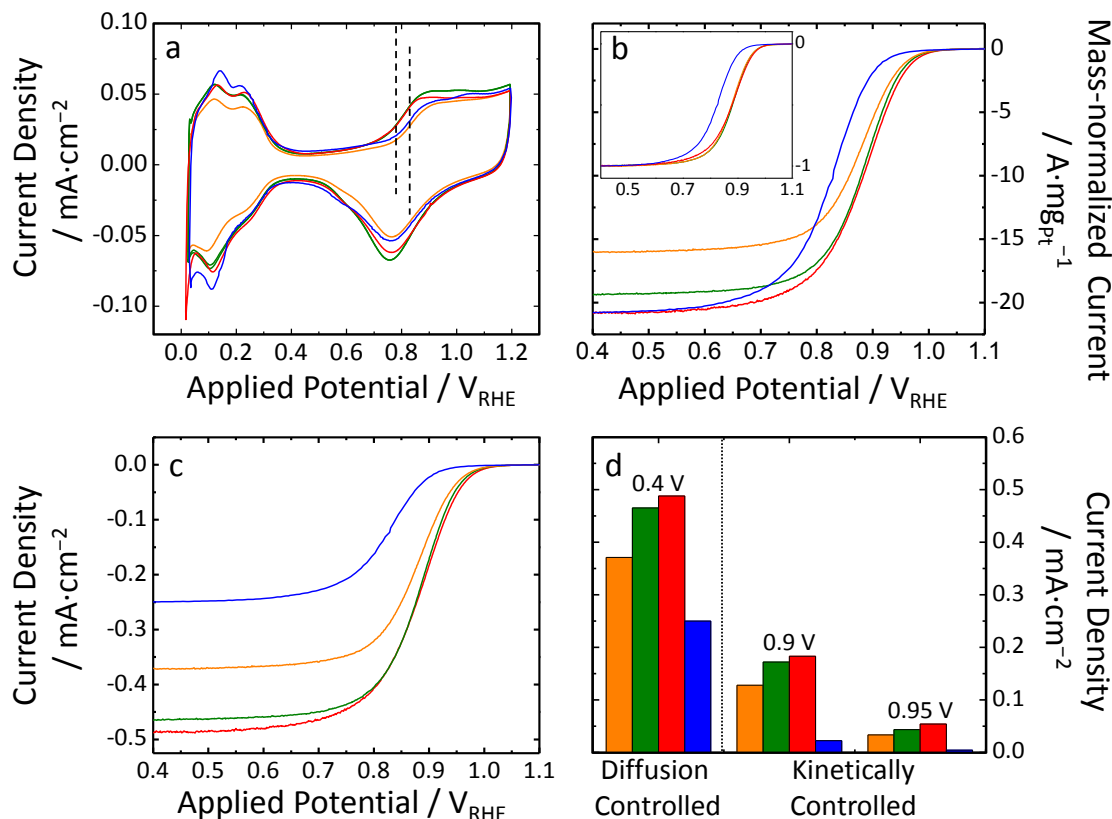 a
Current Density
/ mA·cm⁻²
0.10
0.05
0.00
-0.05
-0.10
0.0 0.2 0.4 0.6 0.8 1.0 1.2
Applied Potential / V_RHE
b
0
-1
0.5 0.7 0.9 1.1
0
-5
-10
-15
-20
0.4 0.5 0.6 0.7 0.8 0.9 1.0 1.1
Applied Potential / V_RHE
Mass-normalized Current
/ A·mg_Pt⁻¹
c
Current Density
/ mA·cm⁻²
0.0
-0.1
-0.2
-0.3
-0.4
-0.5
0.4 0.5 0.6 0.7 0.8 0.9 1.0 1.1
Applied Potential / V_RHE
d
0.4 V
0.9 V
0.95 V
0.6
0.5
0.4
0.3
0.2
0.1
0.0
Diffusion
Controlled
Kinetically
Controlled
Current Density
/ mA·cm⁻²